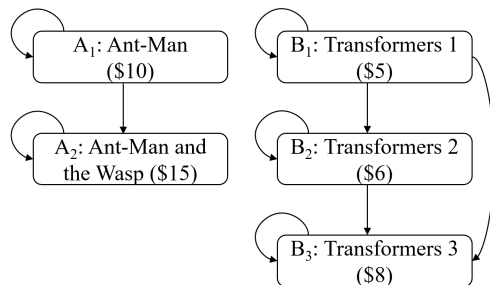 A₁: Ant-Man
($10)
A₂: Ant-Man and
the Wasp ($15)
B₁: Transformers 1
($5)
B₂: Transformers 2
($6)
B₃: Transformers 3
($8)